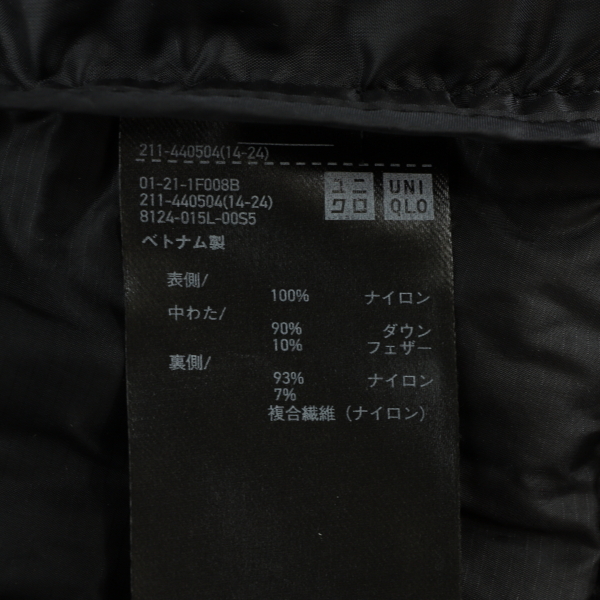 211-440504(14-24)
01-21-1F008B
211-440504(14-24)
8124-015L-00S5
ユニ
クロ
UNI
QLO
ベトナム製
表側/
100% ナイロン
中わた/
90% ダウン
10% フェザー
裏側/
93% ナイロン
7%
複合繊維(ナイロン)